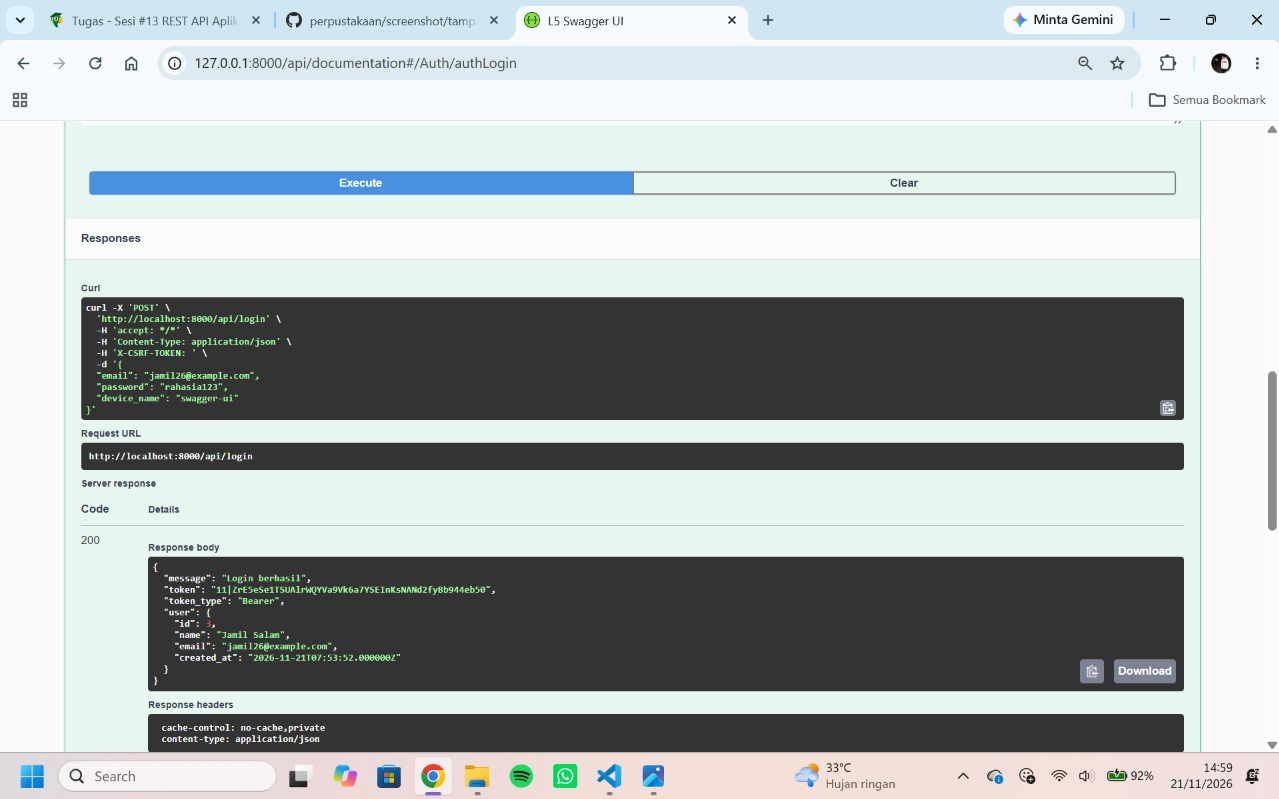 Tugas - Sesi #13 REST API Aplik
perpustakaan/screenshot/tamp
L5 Swagger UI
Minta Gemini
127.0.0.1:8000/api/documentation#/Auth/authLogin
Semua Bookmark
Execute
Clear
Responses
Curl
curl -X 'POST' \
'http://localhost:8000/api/login' \
-H 'accept: */*' \
-H 'Content-Type: application/json' \
-H 'X-CSRF-TOKEN: ' \
-d '{
"email": "jamil26@example.com",
"password": "rahasia123",
"device_name": "swagger-ui"
}'
Request URL
http://localhost:8000/api/login
Server response
Code
Details
200
Response body
{
"message": "Login berhasil",
"token": "11|ZrE5eSe1TSUAlrWQYVa9Vk6a7YSEInKsNANd2fyBb944eb50",
"token_type": "Bearer",
"user": {
"id": 3,
"name": "Jamil Salam",
"email": "jamil26@example.com",
"created_at": "2026-11-21T07:53:52.000000Z"
}
}
Download
Response headers
cache-control: no-cache,private
content-type: application/json
Search
33°C
Hujan ringan
92%
14:59
21/11/2026